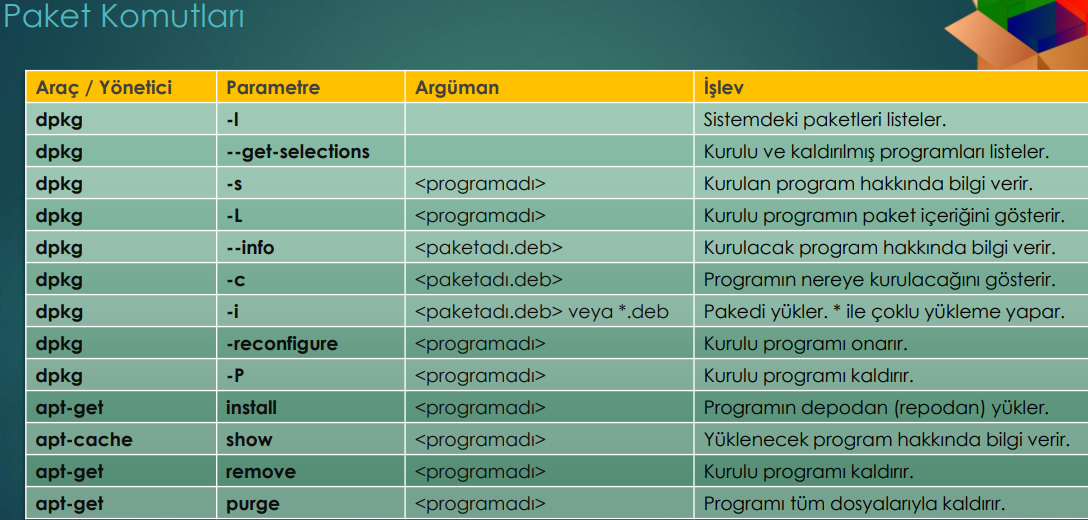 Paket Komutları
Araç / Yönetici Parametre Argüman İşlev
dpkg -l Sistemdeki paketleri listeler.
dpkg --get-selections Kurulu ve kaldırılmış programları listeler.
dpkg -s <programadı> Kurulan program hakkında bilgi verir.
dpkg -L <programadı> Kurulu programın paket içeriğini gösterir.
dpkg --info <paketadı.deb> Kurulacak program hakkında bilgi verir.
dpkg -c <paketadı.deb> Programın nereye kurulacağını gösterir.
dpkg -i <paketadı.deb> veya *.deb Pakedi yükler. * ile çoklu yükleme yapar.
dpkg -reconfigure <programadı> Kurulu programı onarır.
dpkg -P <programadı> Kurulu programı kaldırır.
apt-get install <programadı> Programın depodan (repodan) yükler.
apt-cache show <programadı> Yüklenecek program hakkında bilgi verir.
apt-get remove <programadı> Kurulu programı kaldırır.
apt-get purge <programadı> Programı tüm dosyalarıyla kaldırır.